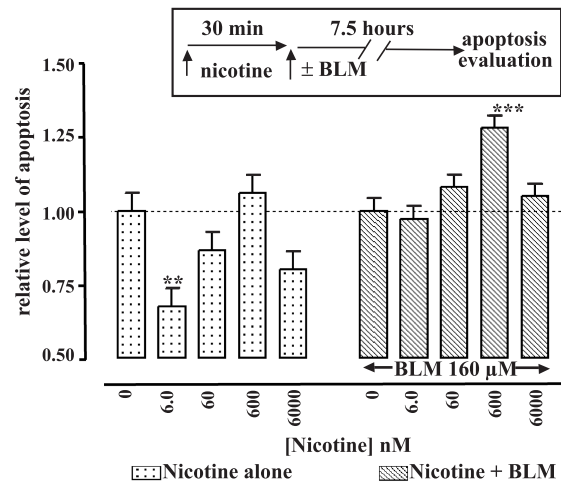 30 min
7.5 hours
nicotine
± BLM
apoptosis
evaluation
relative level of apoptosis
1.50
1.25
1.00
0.75
0.50
**
***
BLM 160 µM
0
6.0
60
600
6000
0
6.0
60
600
6000
[Nicotine] nM
Nicotine alone
Nicotine + BLM